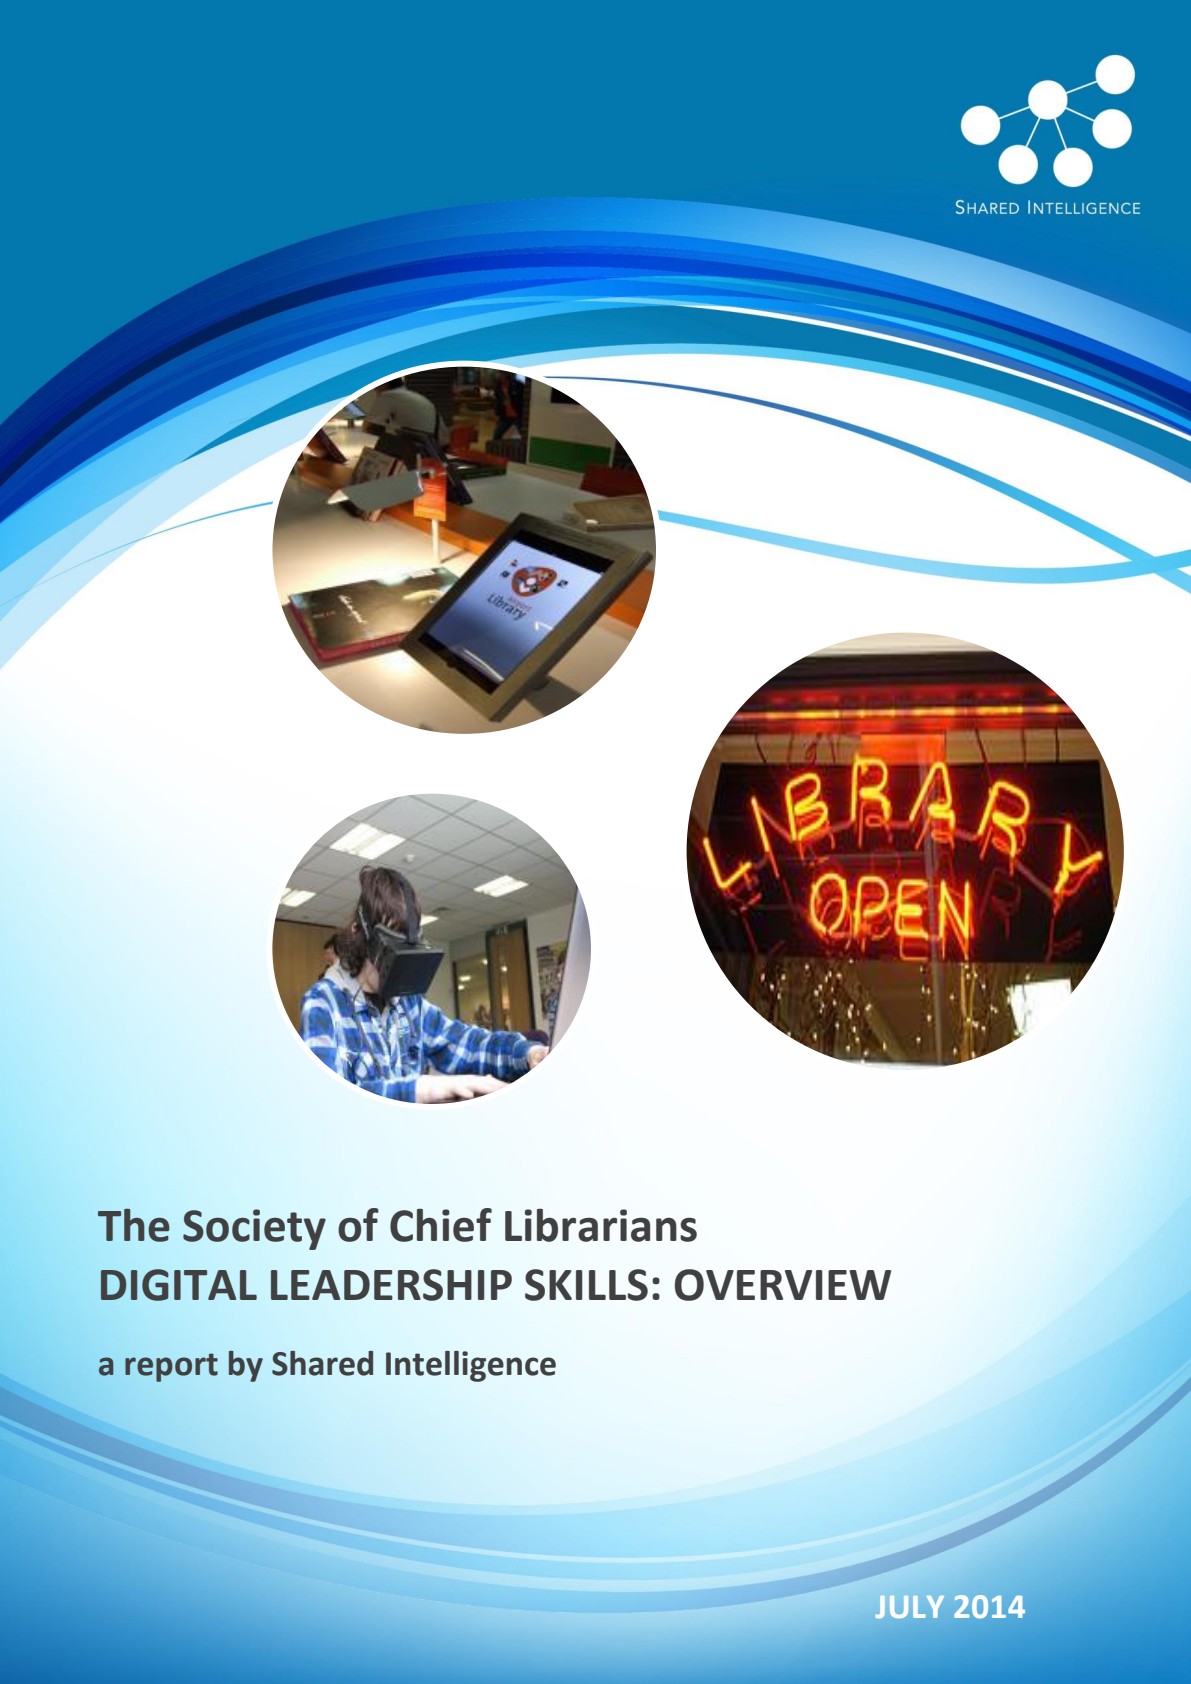 SHARED INTELLIGENCE
AIRPORT
Library
LIBRARY
OPEN
The Society of Chief Librarians
DIGITAL LEADERSHIP SKILLS: OVERVIEW
a report by Shared Intelligence
JULY 2014